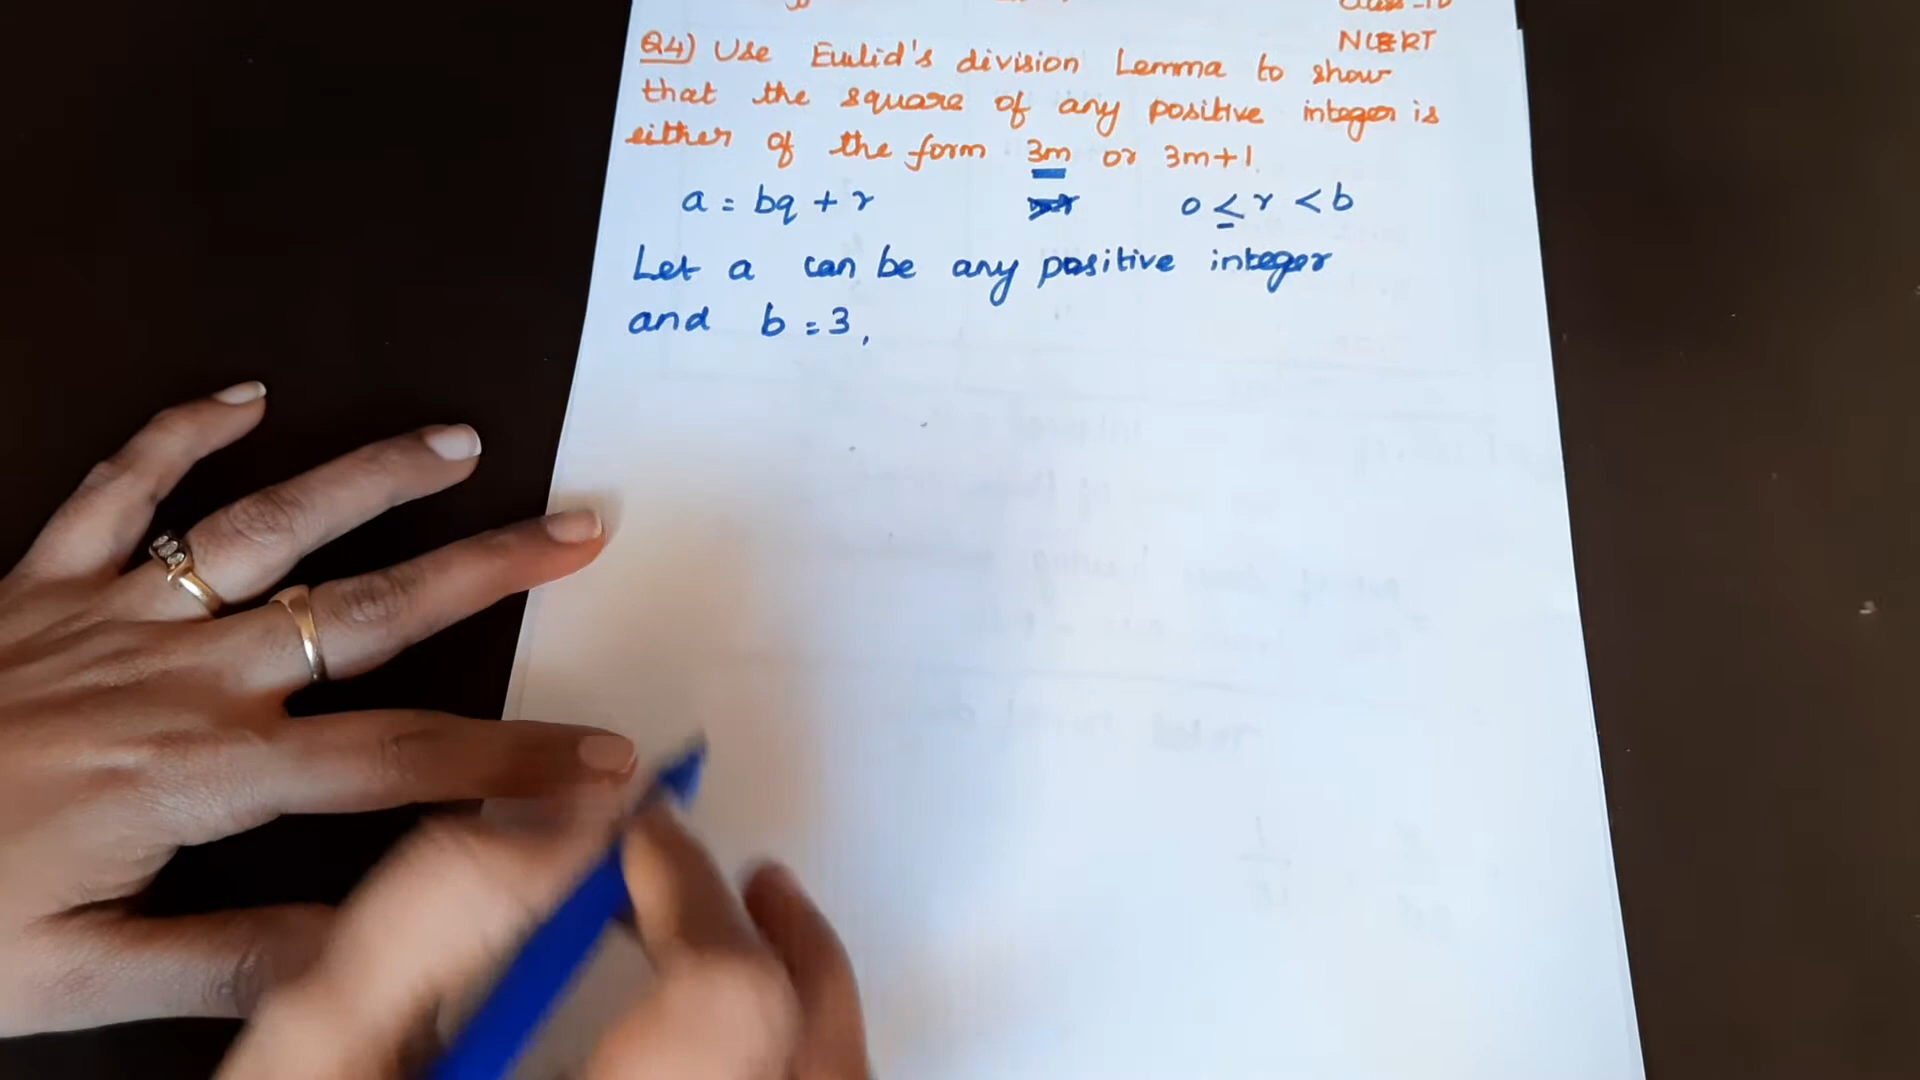 NCERT
Q4) Use Euclid's division Lemma to show
that the square of any positive integer is
either of the form 3m or 3m+1
a = bq + r 0 ≤ r < b
Let a can be any positive integer
and b = 3,